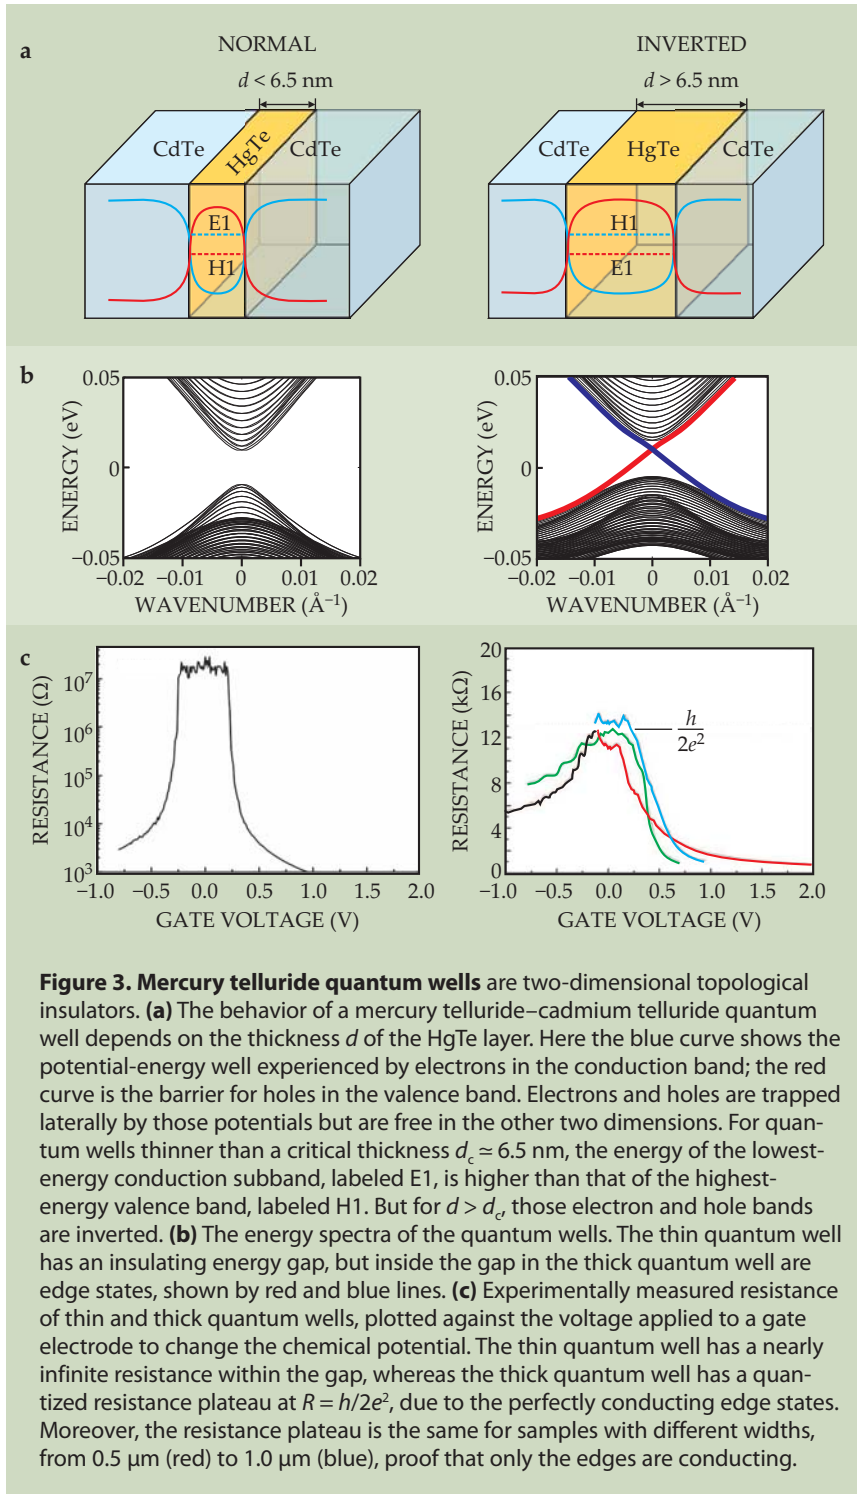 a
NORMAL
INVERTED
d < 6.5 nm
d > 6.5 nm
CdTe
HgTe
CdTe
CdTe
HgTe
CdTe
E1
H1
H1
E1
b
ENERGY (eV)
0.05
0
−0.05
−0.02 −0.01 0 0.01 0.02
WAVENUMBER (Å⁻¹)
ENERGY (eV)
0.05
0
−0.05
−0.02 −0.01 0 0.01 0.02
WAVENUMBER (Å⁻¹)
c
RESISTANCE (Ω)
10⁷
10⁶
10⁵
10⁴
10³
−1.0 −0.5 0.0 0.5 1.0 1.5 2.0
GATE VOLTAGE (V)
RESISTANCE (kΩ)
20
16
12
8
4
0
h
2e²
−1.0 −0.5 0.0 0.5 1.0 1.5 2.0
GATE VOLTAGE (V)
Figure 3. Mercury telluride quantum wells are two-dimensional topological
insulators. (a) The behavior of a mercury telluride–cadmium telluride quantum
well depends on the thickness d of the HgTe layer. Here the blue curve shows the
potential-energy well experienced by electrons in the conduction band; the red
curve is the barrier for holes in the valence band. Electrons and holes are trapped
laterally by those potentials but are free in the other two dimensions. For quan-
tum wells thinner than a critical thickness d_c ≃ 6.5 nm, the energy of the lowest-
energy conduction subband, labeled E1, is higher than that of the highest-
energy valence band, labeled H1. But for d > d_c, those electron and hole bands
are inverted. (b) The energy spectra of the quantum wells. The thin quantum well
has an insulating energy gap, but inside the gap in the thick quantum well are
edge states, shown by red and blue lines. (c) Experimentally measured resistance
of thin and thick quantum wells, plotted against the voltage applied to a gate
electrode to change the chemical potential. The thin quantum well has a nearly
infinite resistance within the gap, whereas the thick quantum well has a quan-
tized resistance plateau at R = h/2e², due to the perfectly conducting edge states.
Moreover, the resistance plateau is the same for samples with different widths,
from 0.5 µm (red) to 1.0 µm (blue), proof that only the edges are conducting.